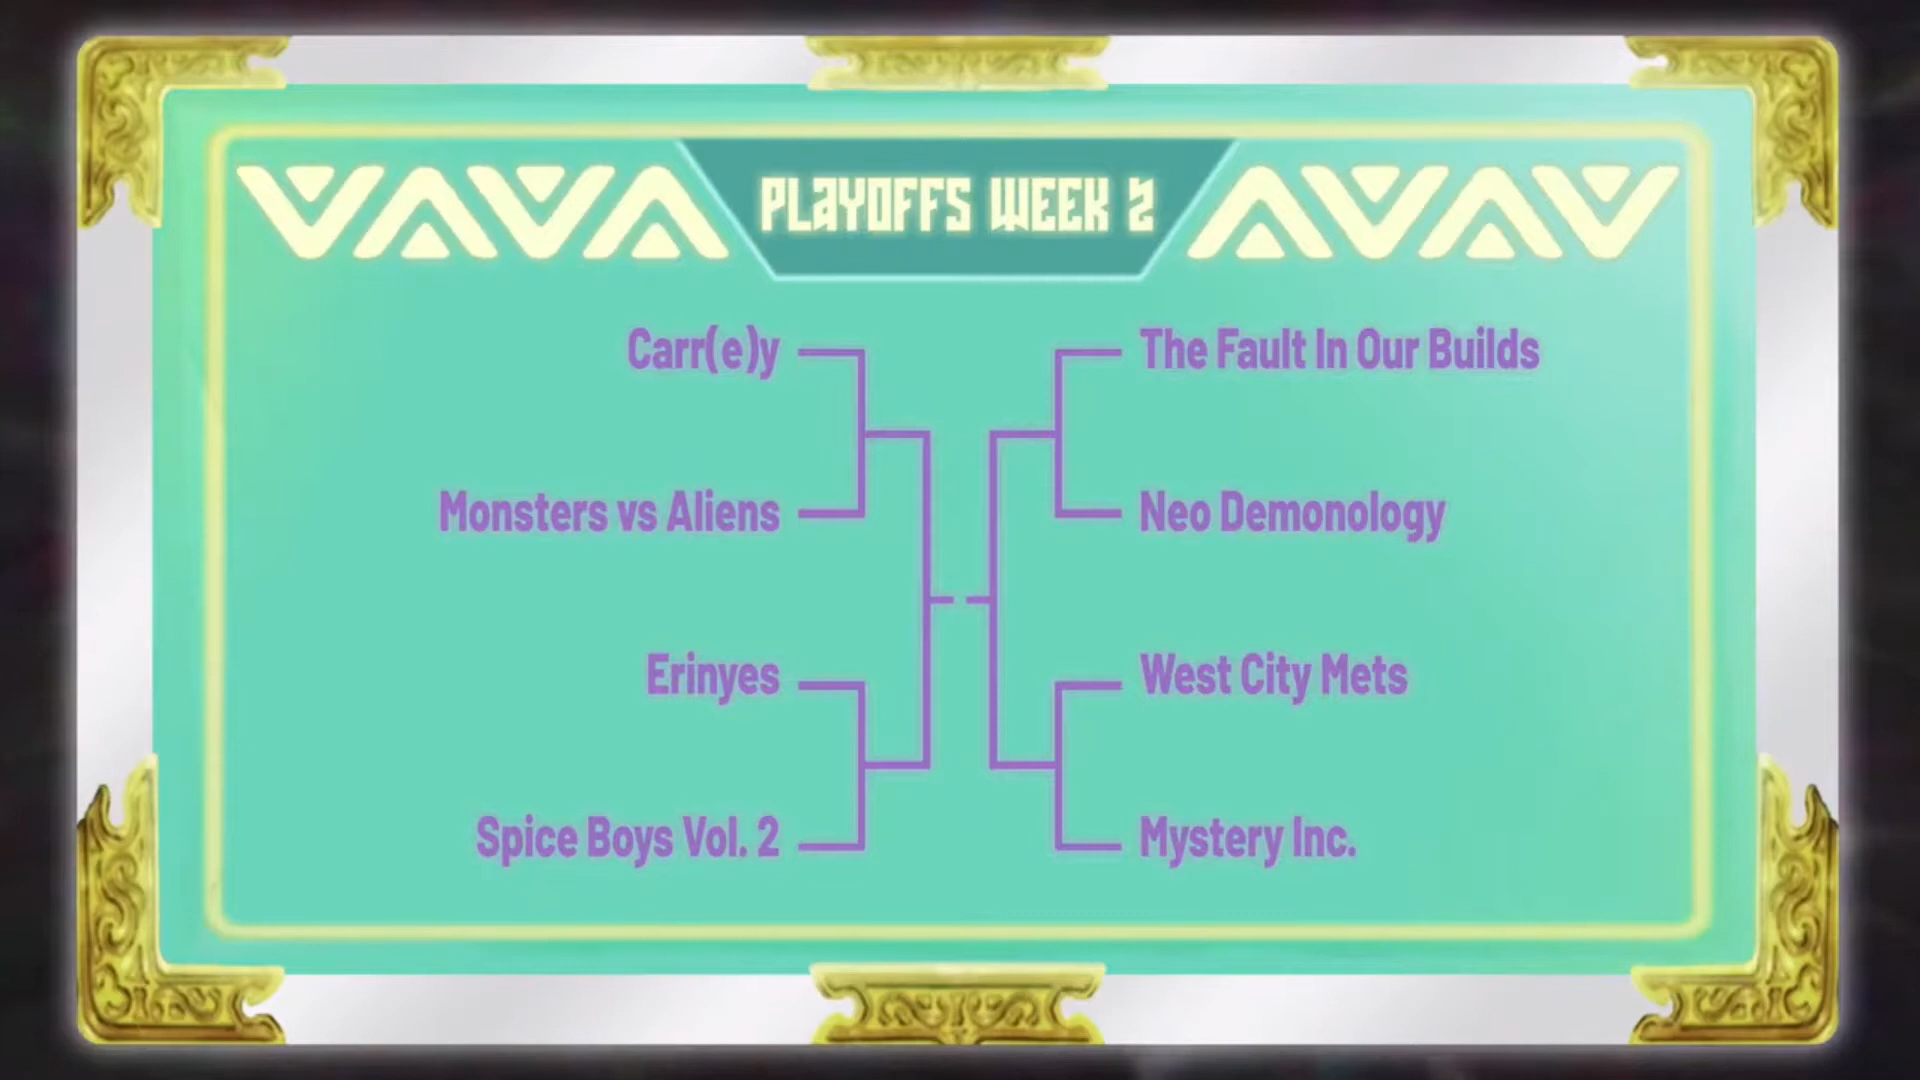 PLAYOFFS WEEK 2
Carr(e)y
The Fault In Our Builds
Monsters vs Aliens
Neo Demonology
Erinyes
West City Mets
Spice Boys Vol. 2
Mystery Inc.